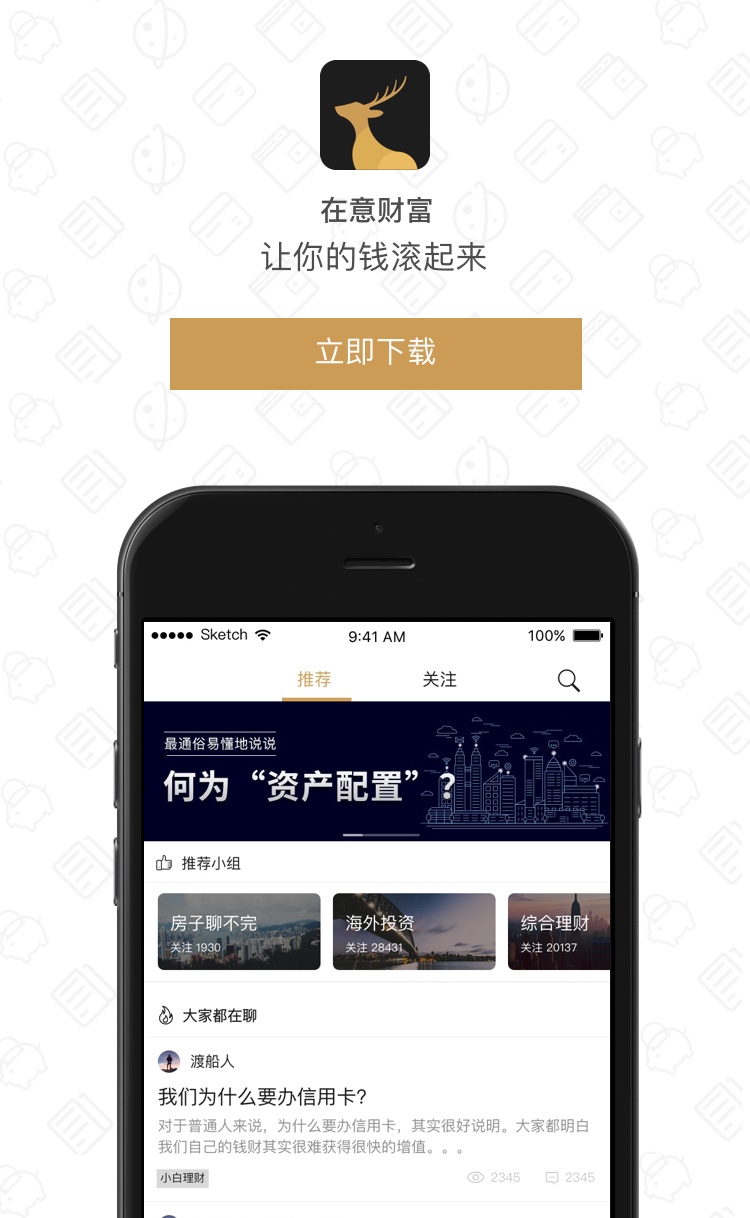 在意财富
让你的钱滚起来
立即下载
Sketch 9:41 AM 100%
推荐 关注
最通俗易懂地说说
何为“资产配置”？
推荐小组
房子聊不完 海外投资 综合理财
关注 1930 关注 28431 关注 20137
大家都在聊
渡船人
我们为什么要办信用卡?
对于普通人来说，为什么要办信用卡，其实很好说明。大家都明白
我们自己的钱财其实很难获得很快的增值。。。
小白理财 2345 2345